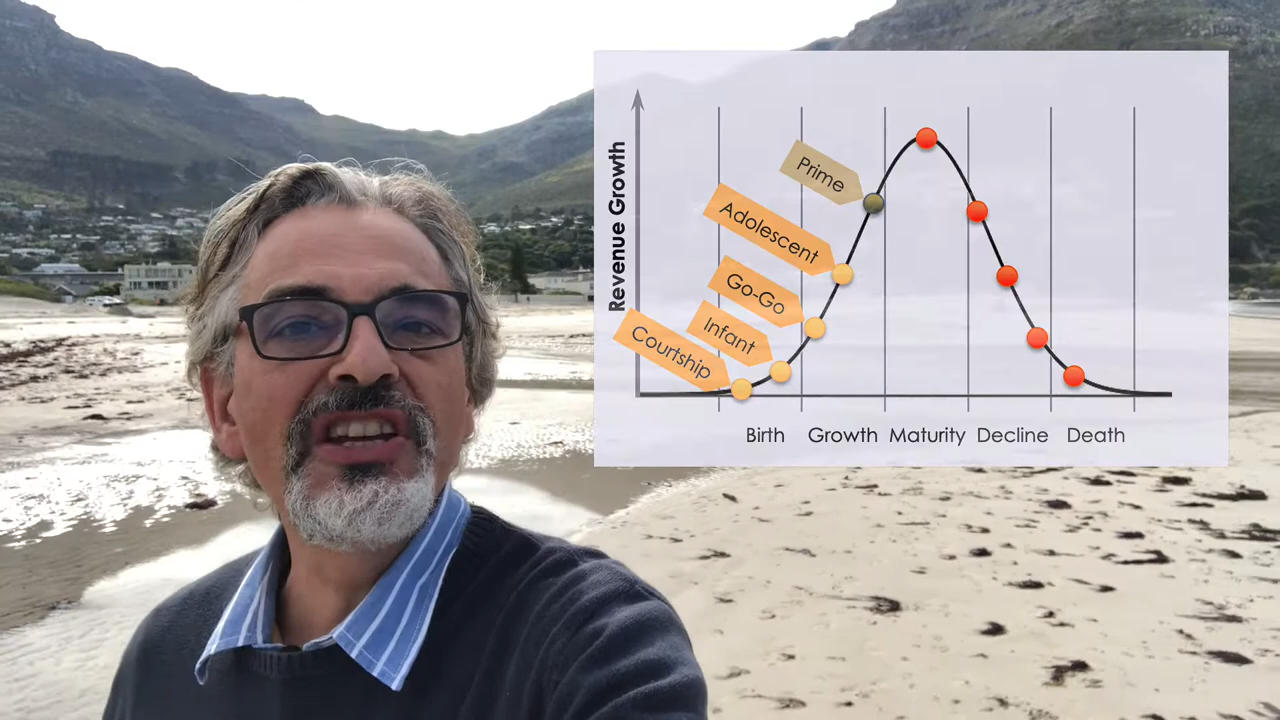 Revenue Growth
Prime
Adolescent
Go-Go
Infant
Courtship
Birth
Growth
Maturity
Decline
Death